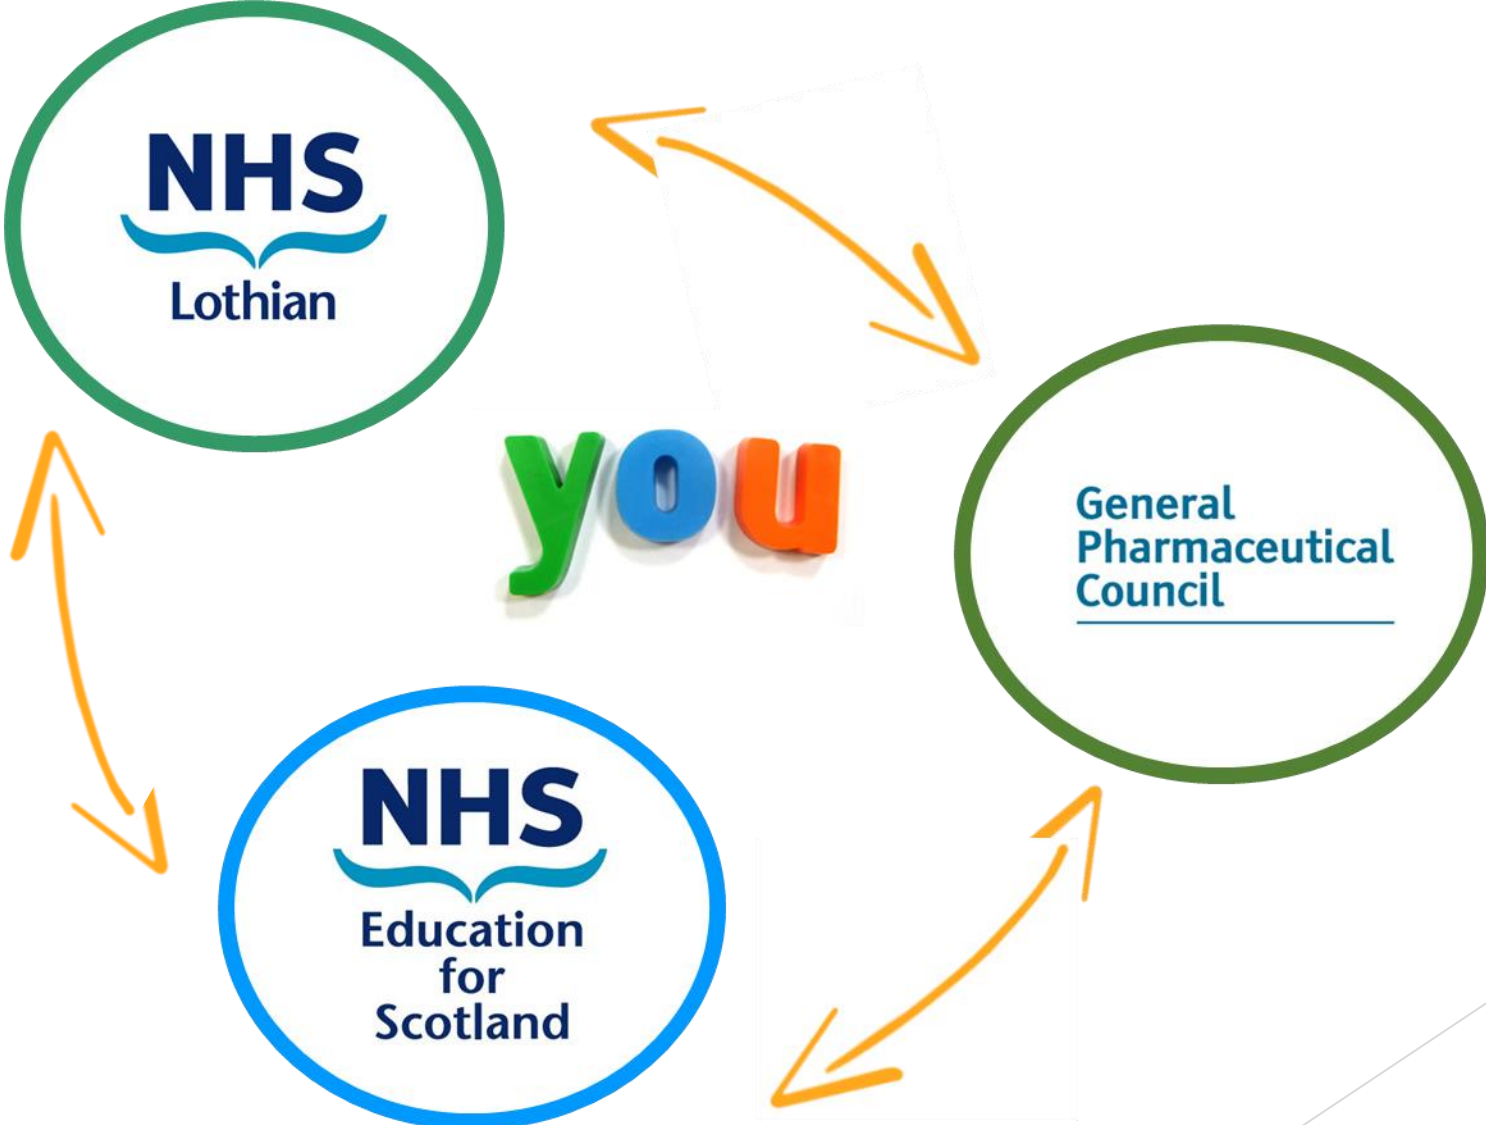 NHS
Lothian
you
General
Pharmaceutical
Council
NHS
Education
for
Scotland